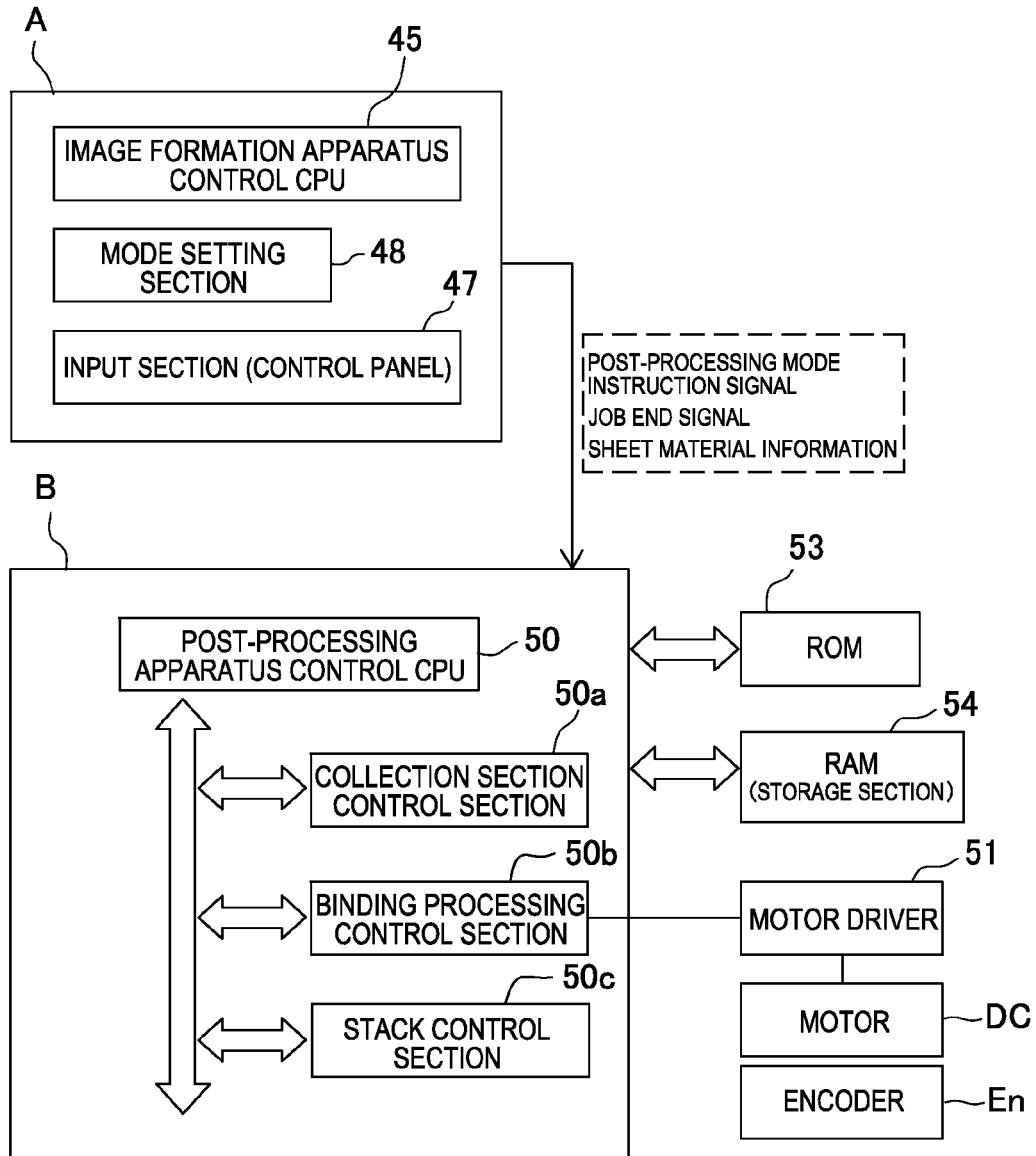 A
45
IMAGE FORMATION APPARATUS
CONTROL CPU
MODE SETTING
SECTION
48
47
INPUT SECTION (CONTROL PANEL)
POST-PROCESSING MODE
INSTRUCTION SIGNAL
JOB END SIGNAL
SHEET MATERIAL INFORMATION
B
POST-PROCESSING
APPARATUS CONTROL CPU
50
53
ROM
50a
COLLECTION SECTION
CONTROL SECTION
54
RAM
(STORAGE SECTION)
50b
BINDING PROCESSING
CONTROL SECTION
51
MOTOR DRIVER
50c
STACK CONTROL
SECTION
MOTOR
DC
ENCODER
En